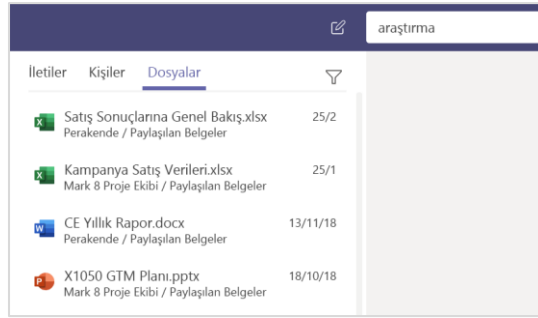 araştırma
İletiler Kişiler Dosyalar
Satış Sonuçlarına Genel Bakış.xlsx 25/2
Perakende / Paylaşılan Belgeler
Kampanya Satış Verileri.xlsx 25/1
Mark 8 Proje Ekibi / Paylaşılan Belgeler
CE Yıllık Rapor.docx 13/11/18
Perakende / Paylaşılan Belgeler
X1050 GTM Planı.pptx 18/10/18
Mark 8 Proje Ekibi / Paylaşılan Belgeler